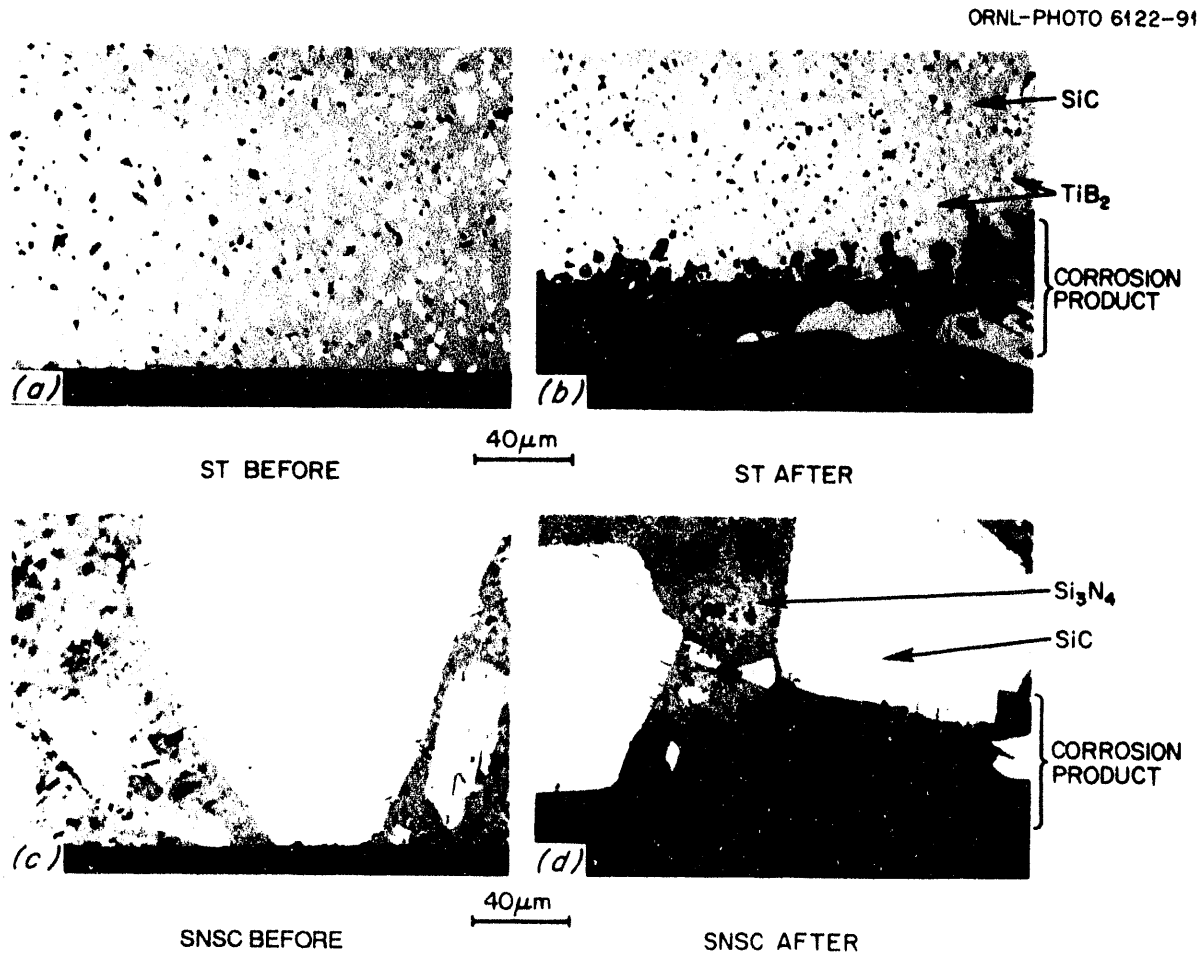 ORNL-PHOTO 6122-91
SiC
TiB₂
CORROSION
PRODUCT
(a)
(b)
40μm
ST BEFORE
ST AFTER
Si₃N₄
SiC
CORROSION
PRODUCT
(c)
(d)
40μm
SNSC BEFORE
SNSC AFTER